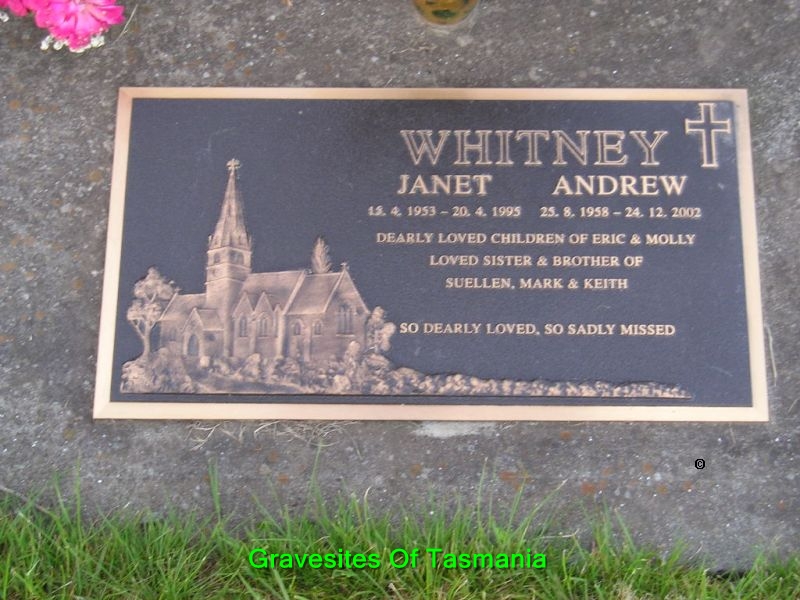 WHITNEY
JANET ANDREW
15. 4. 1953 – 20. 4. 1995 25. 8. 1958 – 24. 12. 2002
DEARLY LOVED CHILDREN OF ERIC & MOLLY
LOVED SISTER & BROTHER OF
SUELLEN, MARK & KEITH
SO DEARLY LOVED, SO SADLY MISSED
©
Gravesites Of Tasmania